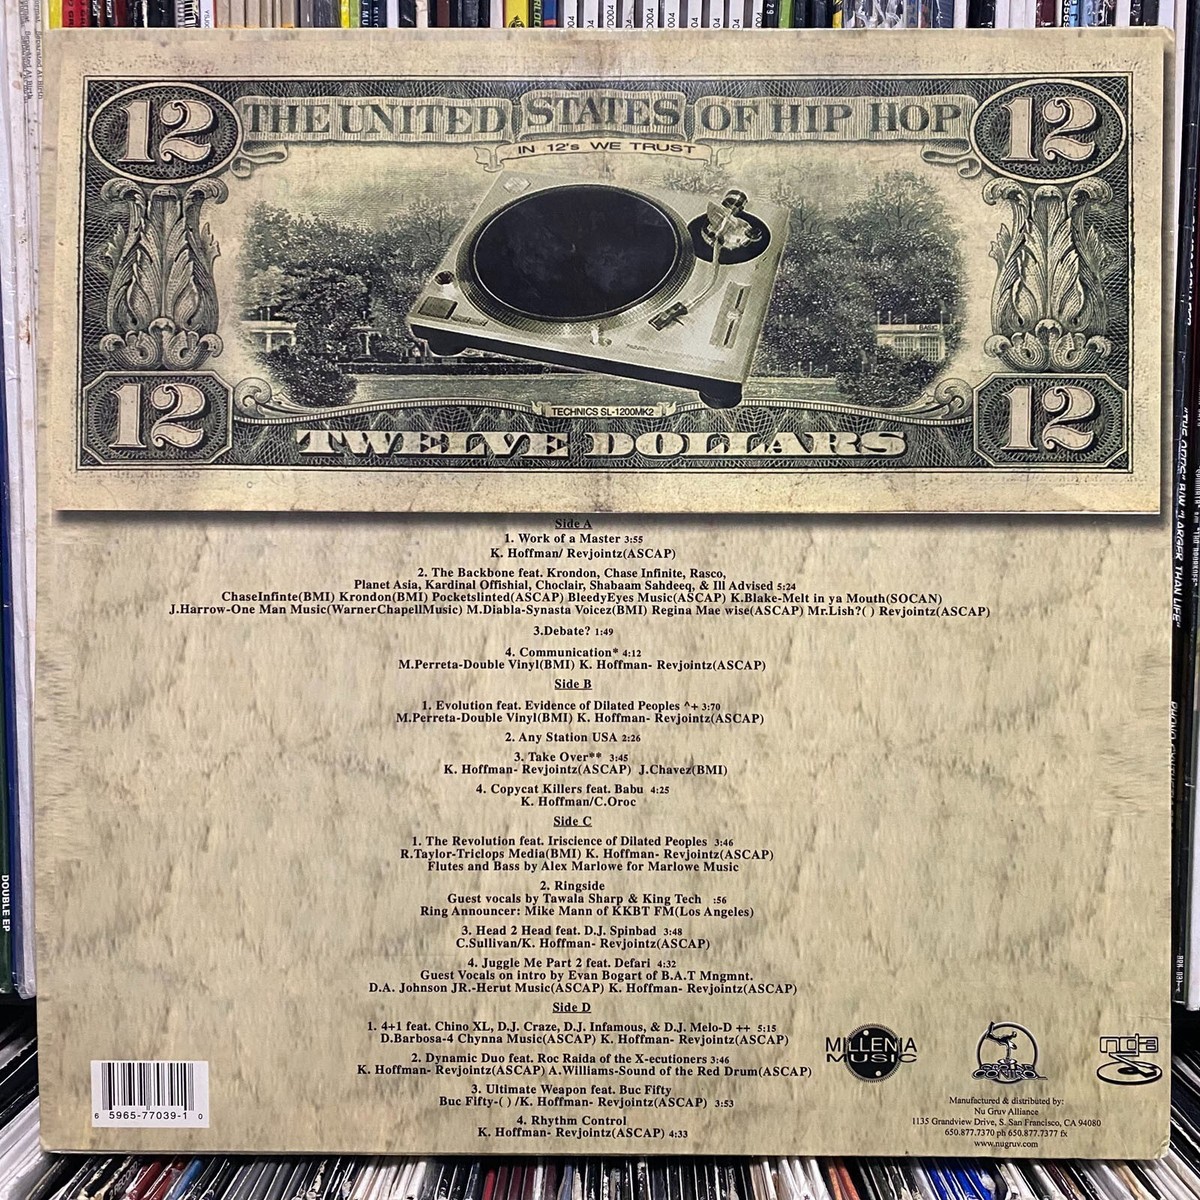 12 THE UNITED STATES OF HIP HOP 12
IN 12's WE TRUST
TECHNICS SL-1200MK2
12 TWELVE DOLLARS 12
Side A
1. Work of a Master 3:55
K. Hoffman/ Revjointz(ASCAP)
2. The Backbone feat. Krondon, Chase Infinite, Rasco,
Planet Asia, Kardinal Offishial, Choclair, Shabaam Sahdeeq, & Ill Advised 5:24
ChaseInfinte(BMI) Krondon(BMI) Pocketslinted(ASCAP) BleedyEyes Music(ASCAP) K.Blake-Melt in ya Mouth(SOCAN)
J.Harrow-One Man Music(WarnerChapellMusic) M.Diabla-Synasta Voicez(BMI) Regina Mae wise(ASCAP) Mr.Lish?( ) Revjointz(ASCAP)
3.Debate? 1:49
4. Communication* 4:12
M.Perreta-Double Vinyl(BMI) K. Hoffman- Revjointz(ASCAP)
Side B
1. Evolution feat. Evidence of Dilated Peoples ^+ 3:70
M.Perreta-Double Vinyl(BMI) K. Hoffman- Revjointz(ASCAP)
2. Any Station USA 2:26
3. Take Over** 3:45
K. Hoffman- Revjointz(ASCAP) J.Chavez(BMI)
4. Copycat Killers feat. Babu 4:25
K. Hoffman/C.Oroc
Side C
1. The Revolution feat. Iriscience of Dilated Peoples 3:46
R.Taylor-Triclops Media(BMI) K. Hoffman- Revjointz(ASCAP)
Flutes and Bass by Alex Marlowe for Marlowe Music
2. Ringside
Guest vocals by Tawala Sharp & King Tech :56
Ring Announcer: Mike Mann of KKBT FM(Los Angeles)
3. Head 2 Head feat. D.J. Spinbad 3:48
C.Sullivan/K. Hoffman- Revjointz(ASCAP)
4. Juggle Me Part 2 feat. Defari 4:32
Guest Vocals on intro by Evan Bogart of B.A.T Mngmnt.
D.A. Johnson JR.-Herut Music(ASCAP) K. Hoffman- Revjointz(ASCAP)
Side D
1. 4+1 feat. Chino XL, D.J. Craze, D.J. Infamous, & D.J. Melo-D ++ 5:15
D.Barbosa-4 Chynna Music(ASCAP) K. Hoffman- Revjointz(ASCAP)
2. Dynamic Duo feat. Roc Raida of the X-ecutioners 3:46
K. Hoffman- Revjointz(ASCAP) A.Williams-Sound of the Red Drum(ASCAP)
3. Ultimate Weapon feat. Buc Fifty
Buc Fifty-( ) /K. Hoffman- Revjointz(ASCAP) 3:53
4. Rhythm Control
K. Hoffman- Revjointz(ASCAP) 4:33
6 5965-77039-1 0
MILLENIA
MUSIC
nga
Manufactured & distributed by:
Nu Gruv Alliance
1135 Grandview Drive, S. San Francisco, CA 94080
650.877.7370 ph 650.877.7377 fx
www.nugruv.com
DOUBLE EP
"LARGER THAN LIFE"